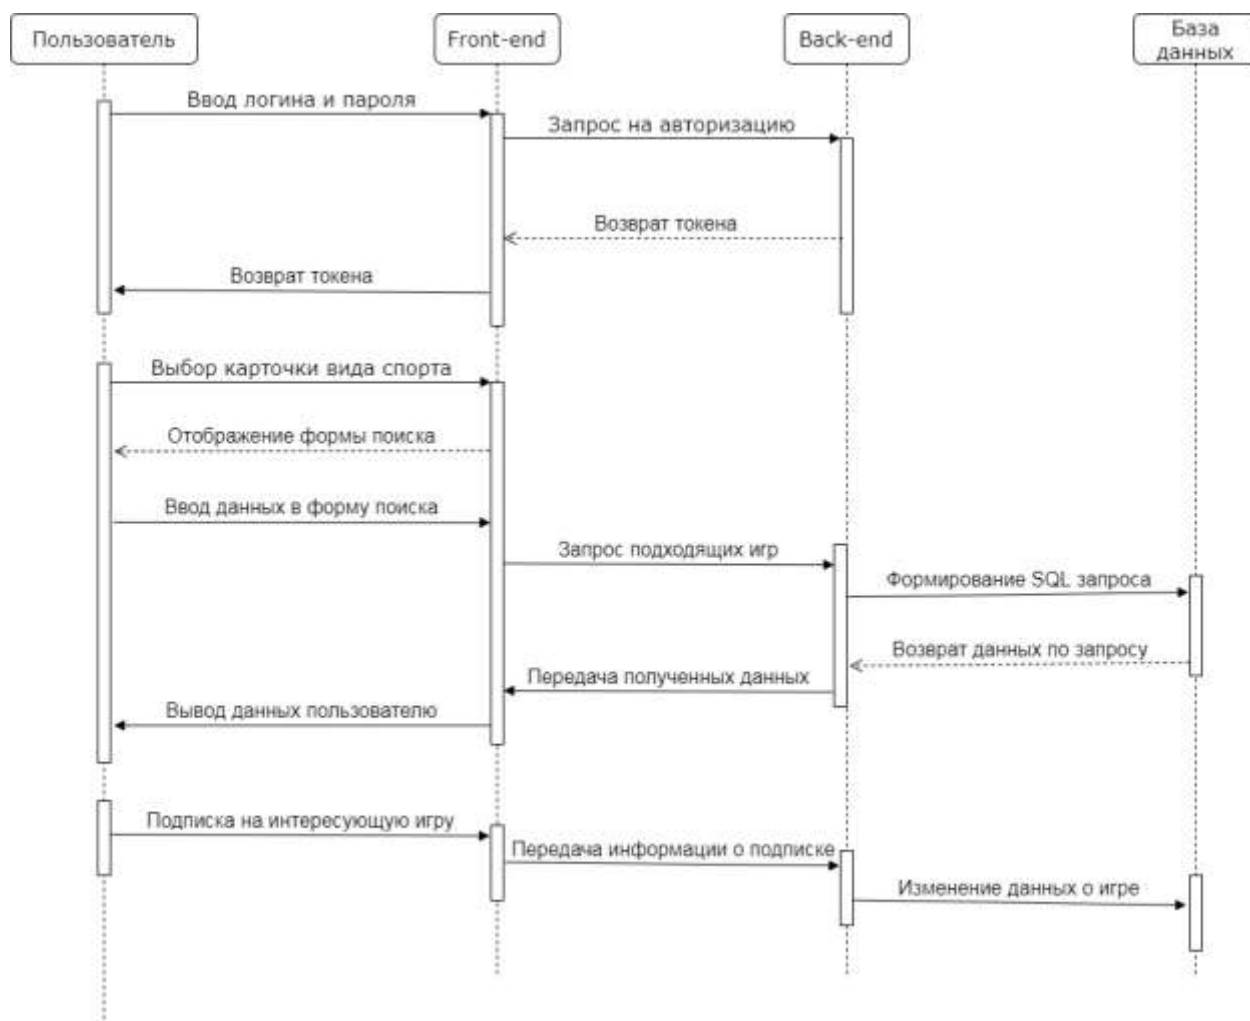 Пользователь
Front-end
Back-end
База
данных
Ввод логина и пароля
Запрос на авторизацию
Возврат токена
Возврат токена
Выбор карточки вида спорта
Отображение формы поиска
Ввод данных в форму поиска
Запрос подходящих игр
Формирование SQL запроса
Возврат данных по запросу
Передача полученных данных
Вывод данных пользователю
Подписка на интересующую игру
Передача информации о подписке
Изменение данных о игре